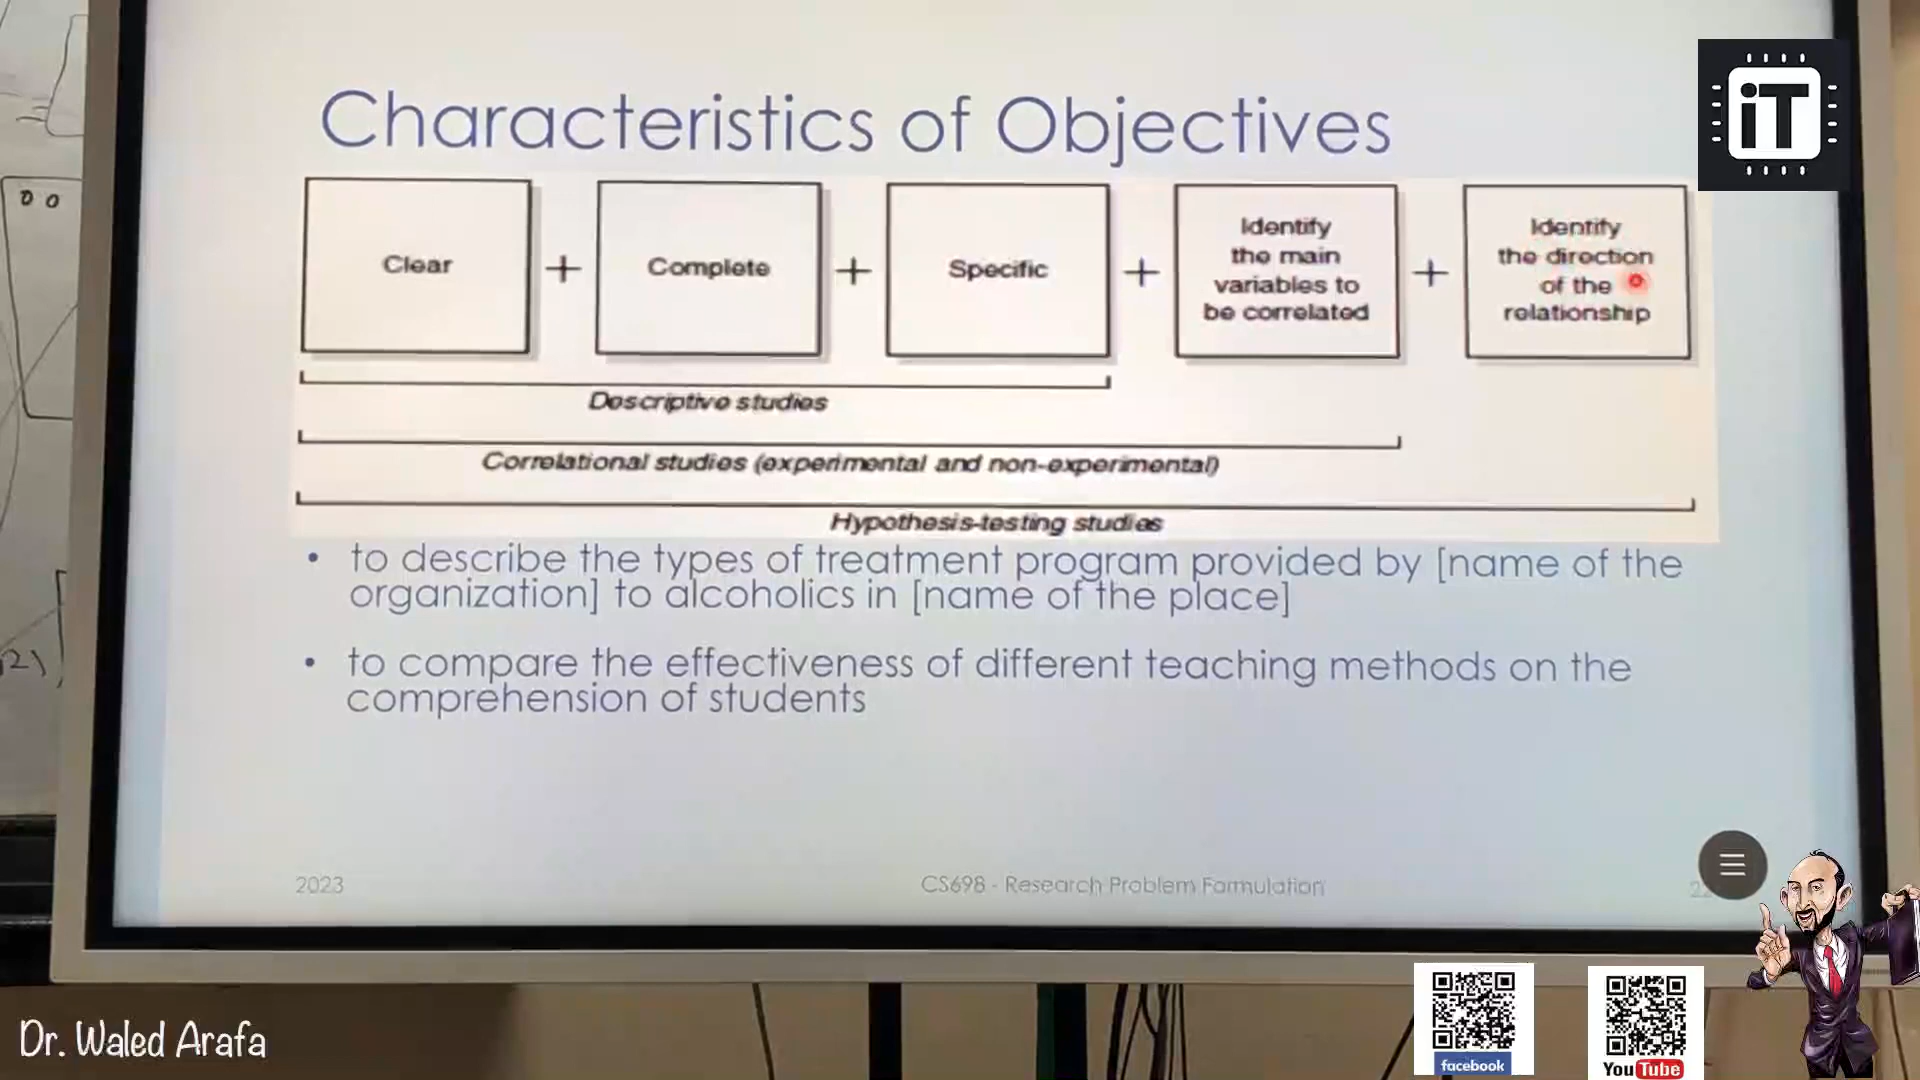 iT
Characteristics of Objectives
Clear
+
Complete
+
Specific
+
Identify
the main
variables to
be correlated
+
Identify
the direction
of the
relationship
Descriptive studies
Correlational studies (experimental and non-experimental)
Hypothesis-testing studies
• to describe the types of treatment program provided by [name of the
organization] to alcoholics in [name of the place]
• to compare the effectiveness of different teaching methods on the
comprehension of students
2023
CS698 - Research Problem Formulation
Dr. Waled Arafa
facebook
YouTube